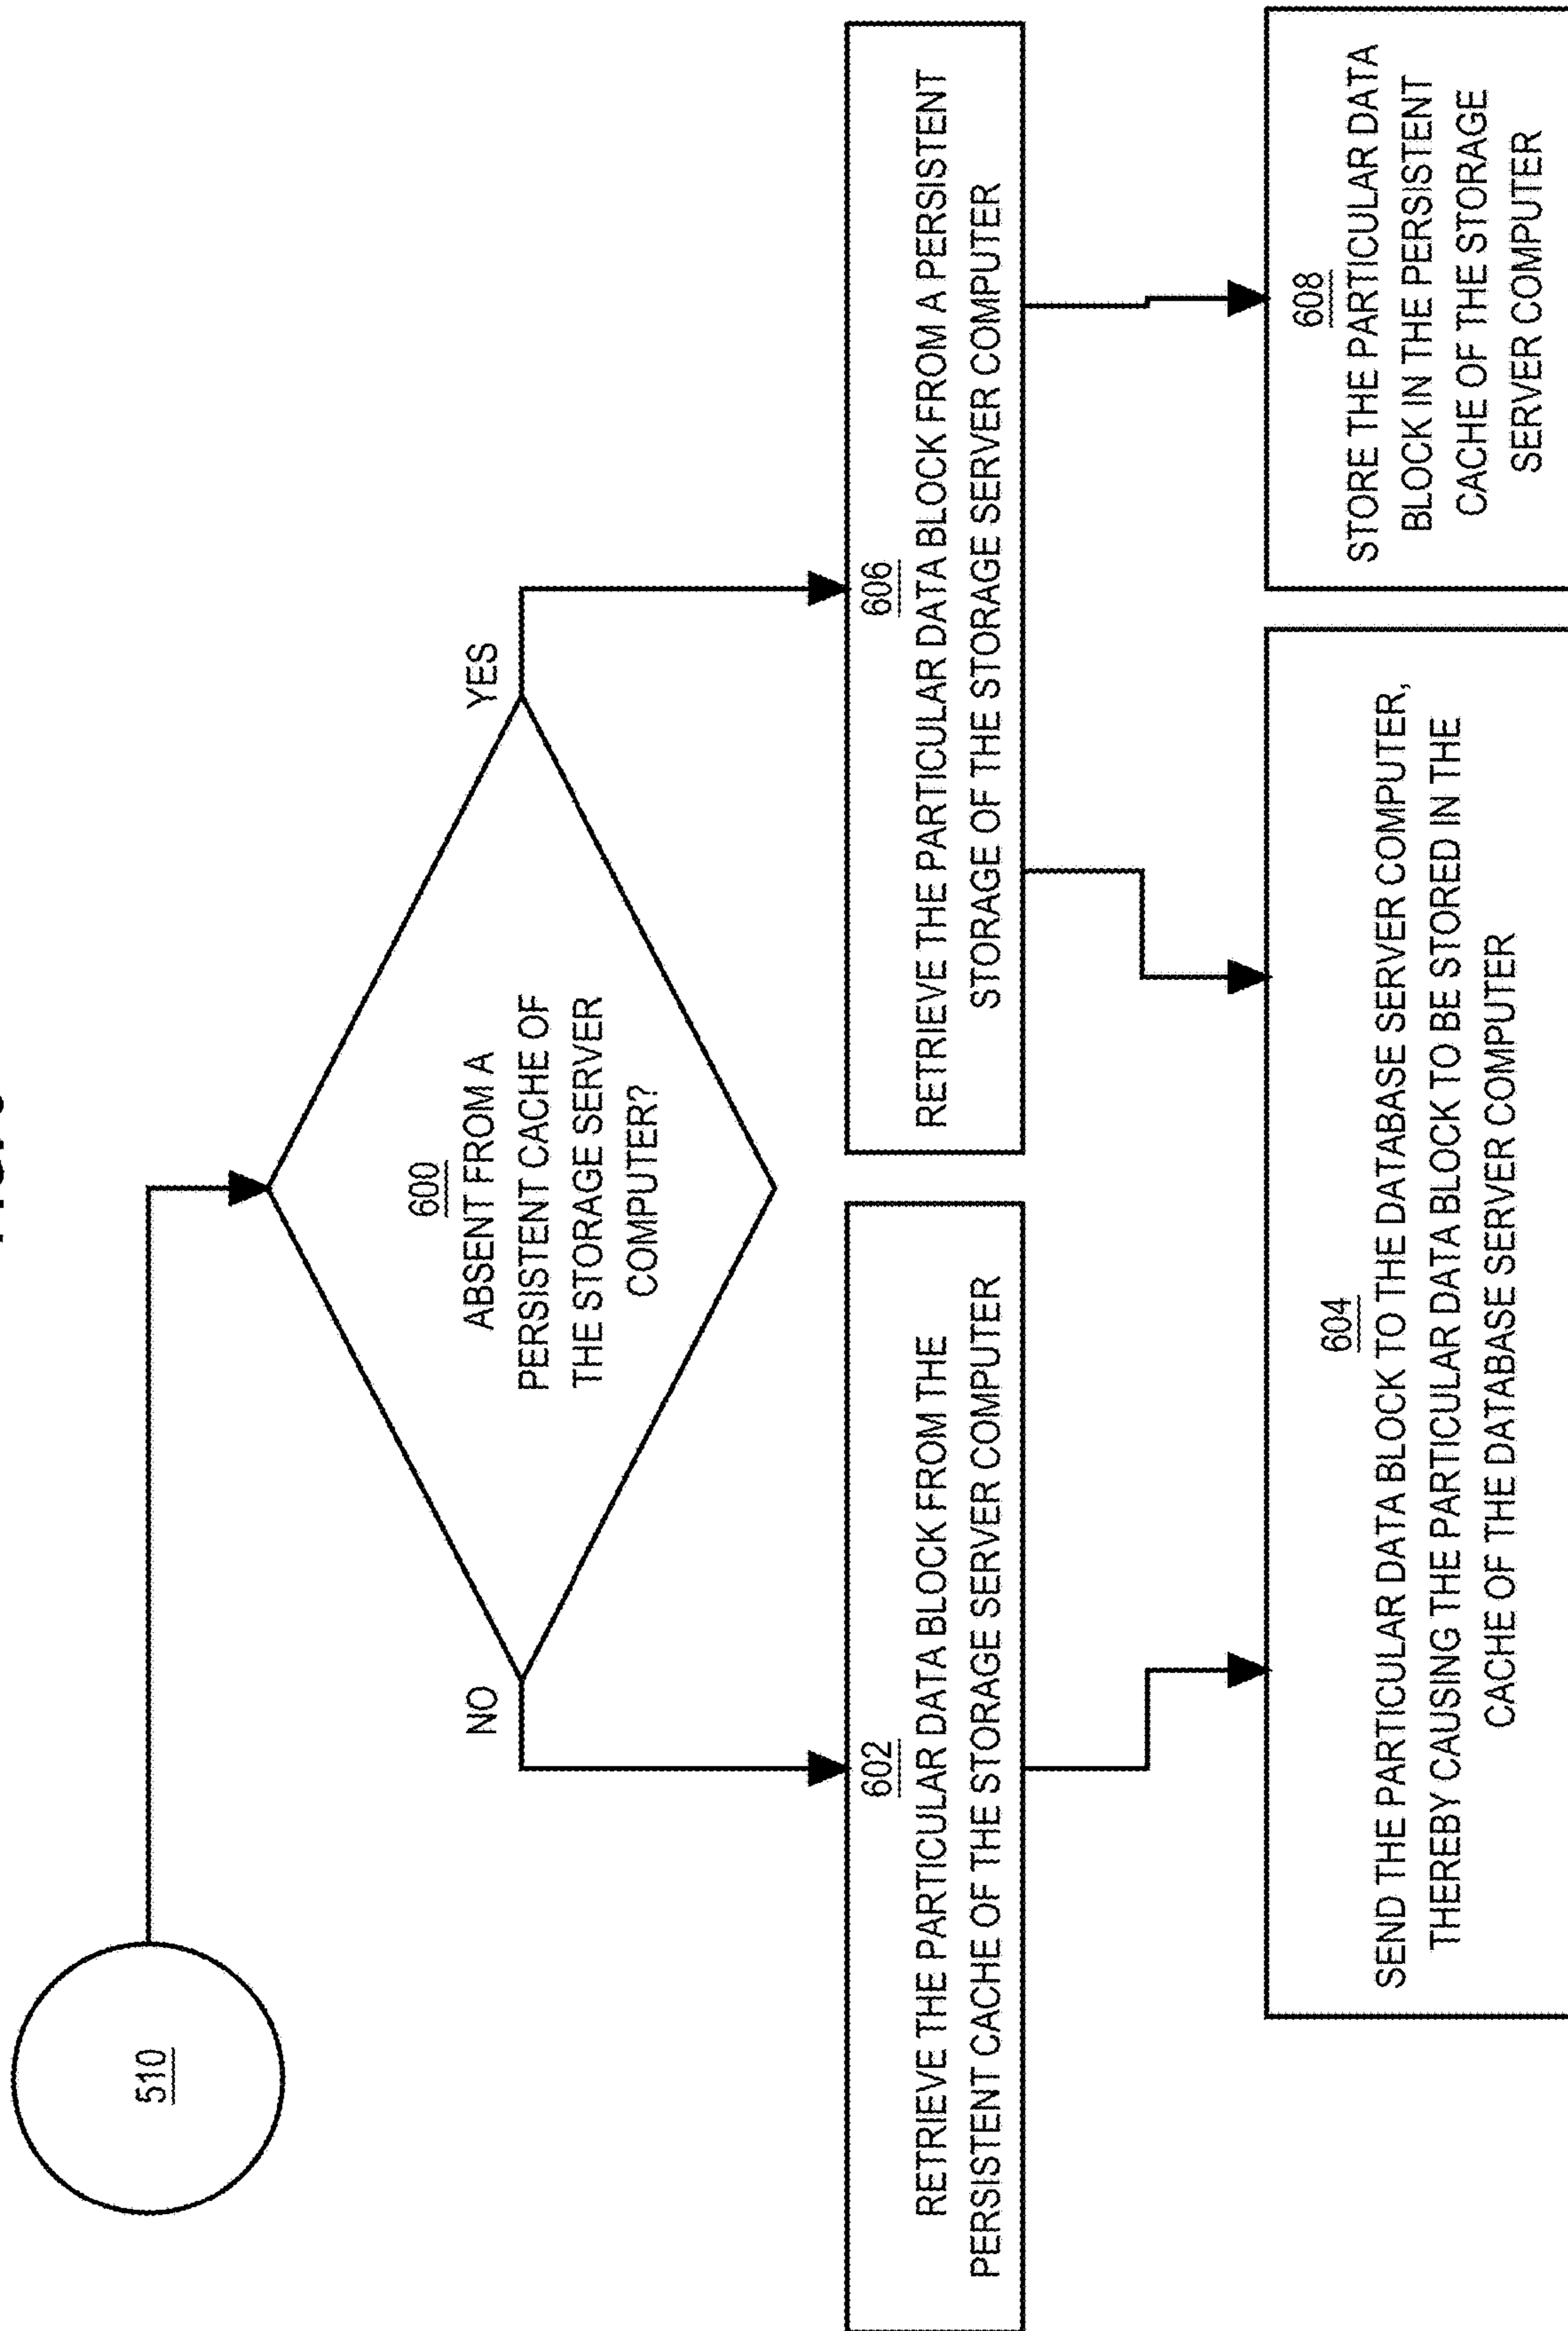 510
600
ABSENT FROM A
PERSISTENT CACHE OF
THE STORAGE SERVER
COMPUTER?
NO
YES
602
RETRIEVE THE PARTICULAR DATA BLOCK FROM THE
PERSISTENT CACHE OF THE STORAGE SERVER COMPUTER
606
RETRIEVE THE PARTICULAR DATA BLOCK FROM A PERSISTENT
STORAGE OF THE STORAGE SERVER COMPUTER
604
SEND THE PARTICULAR DATA BLOCK TO THE DATABASE SERVER COMPUTER,
THEREBY CAUSING THE PARTICULAR DATA BLOCK TO BE STORED IN THE
CACHE OF THE DATABASE SERVER COMPUTER
608
STORE THE PARTICULAR DATA
BLOCK IN THE PERSISTENT
CACHE OF THE STORAGE
SERVER COMPUTER